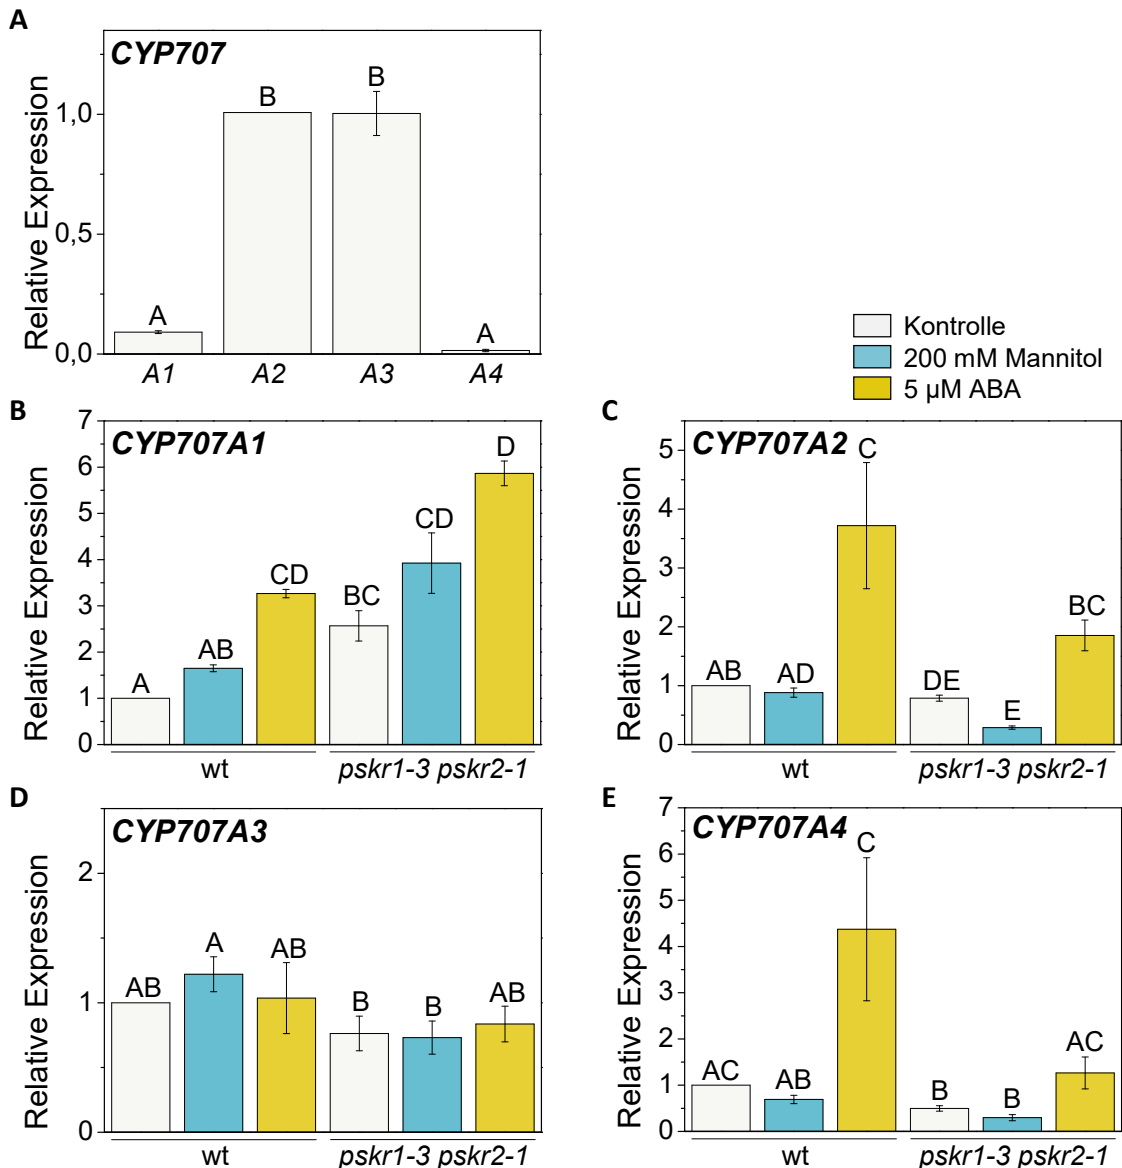 A
CYP707
Relative Expression
1,0
0,5
0,0
B
B
A
A
A1 A2 A3 A4
Kontrolle
200 mM Mannitol
5 µM ABA
B
CYP707A1
Relative Expression
7
6
5
4
3
2
1
0
A
AB
CD
BC
CD
D
wt pskr1-3 pskr2-1
C
CYP707A2
Relative Expression
5
4
3
2
1
0
AB
AD
C
DE
E
BC
wt pskr1-3 pskr2-1
D
CYP707A3
Relative Expression
2
1
0
AB
A
AB
B
B
AB
wt pskr1-3 pskr2-1
E
CYP707A4
Relative Expression
7
6
5
4
3
2
1
0
AC
AB
C
B
B
AC
wt pskr1-3 pskr2-1